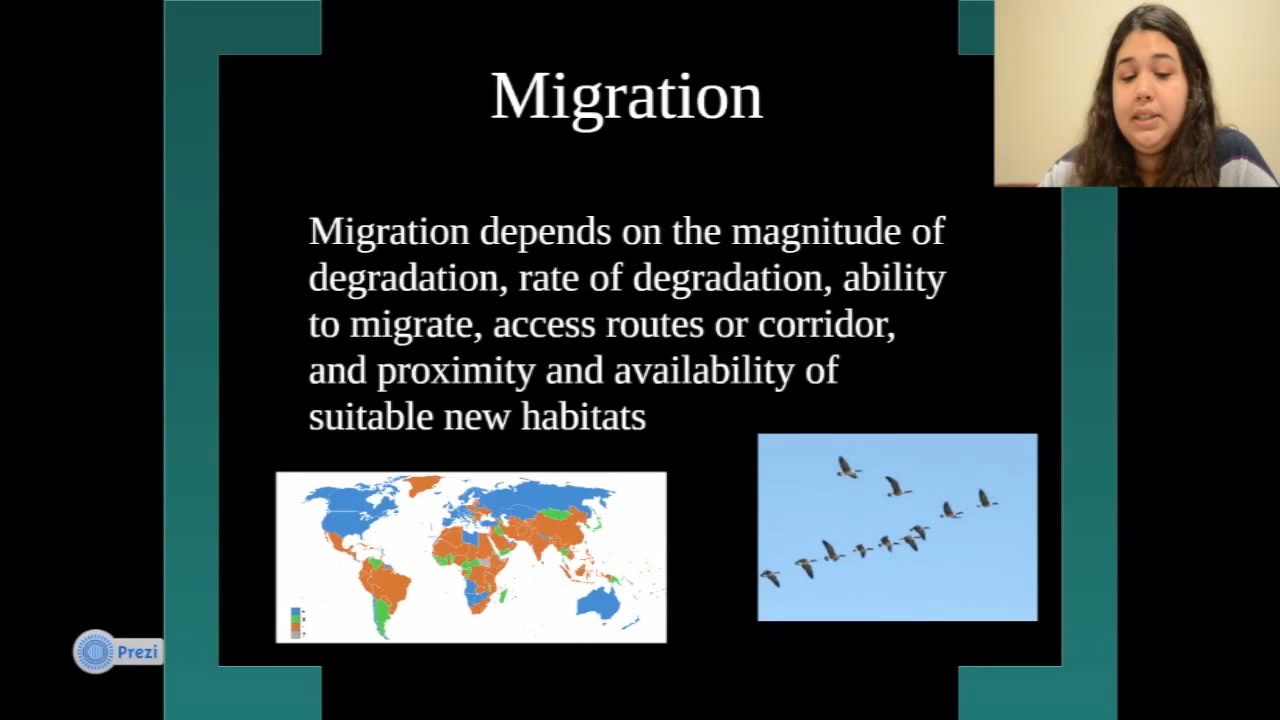 Migration
Migration depends on the magnitude of
degradation, rate of degradation, ability
to migrate, access routes or corridor,
and proximity and availability of
suitable new habitats
Prezi